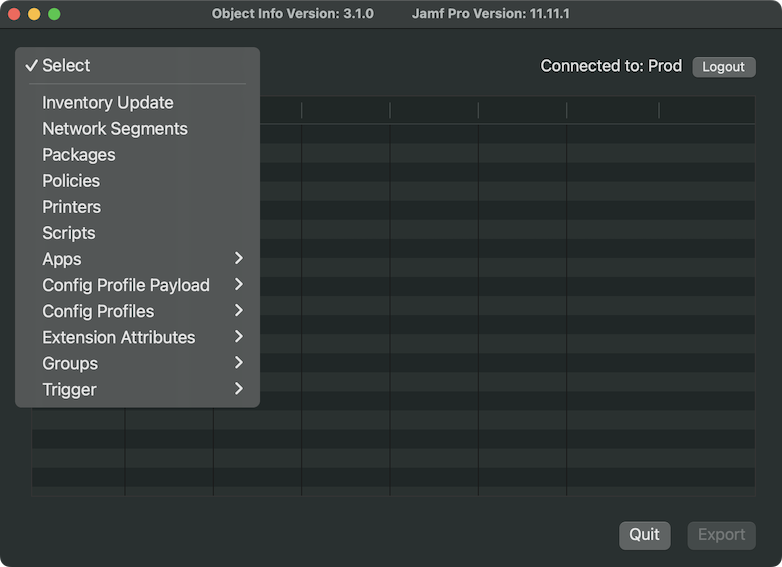 Object Info Version: 3.1.0 Jamf Pro Version: 11.11.1
Select
Connected to: Prod Logout
Inventory Update
Network Segments
Packages
Policies
Printers
Scripts
Apps
Config Profile Payload
Config Profiles
Extension Attributes
Groups
Trigger
Quit Export